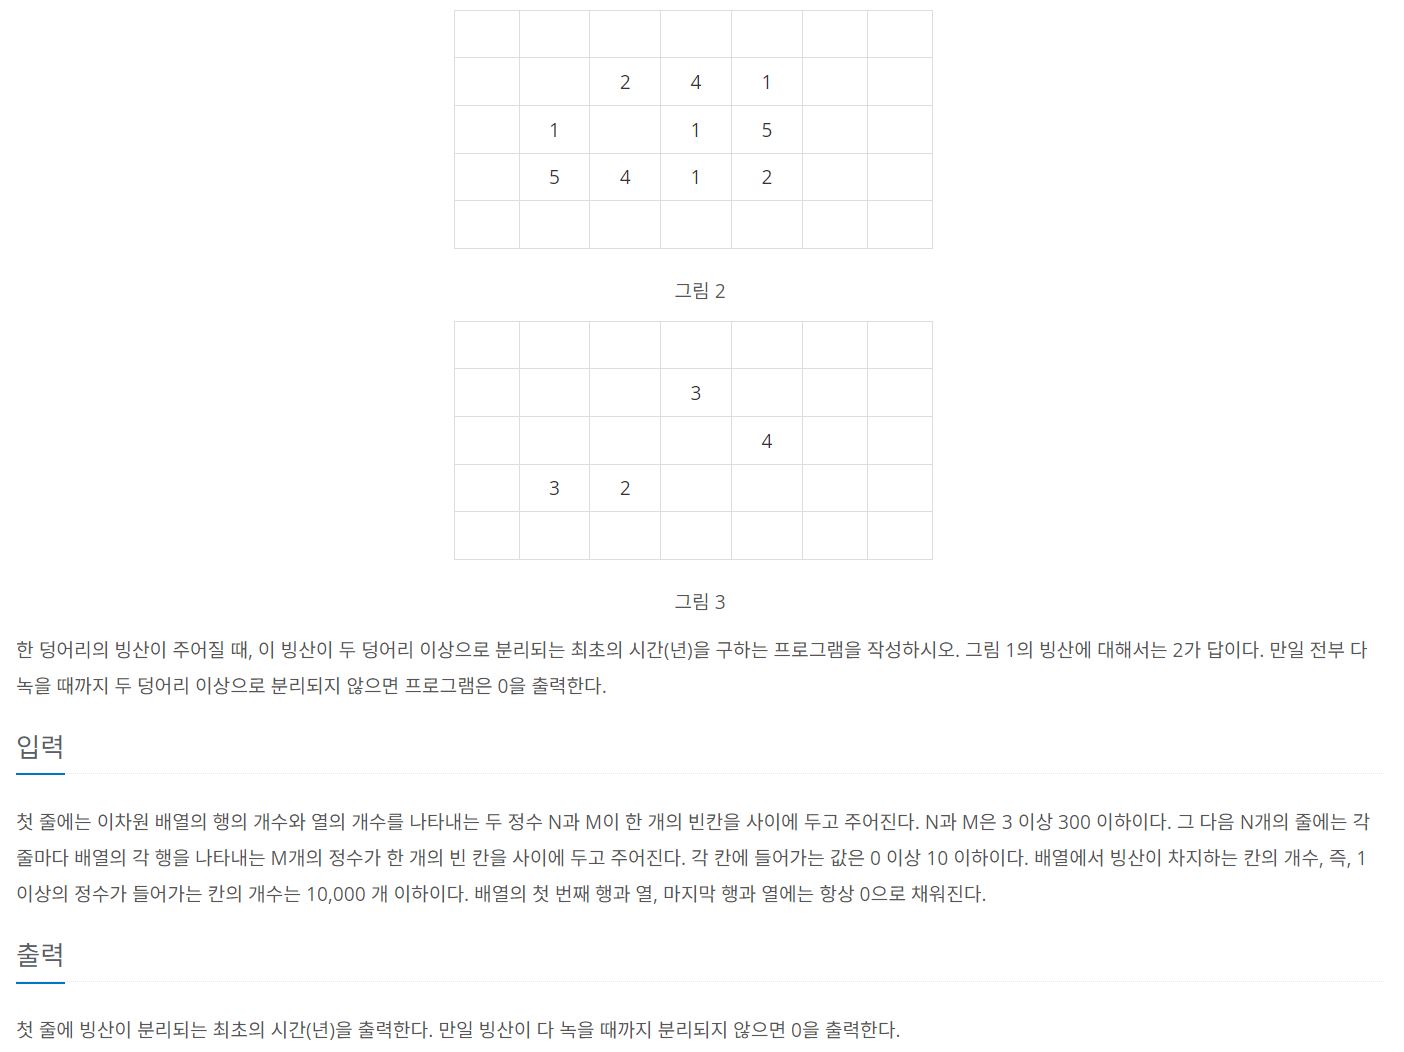 2 4 1
1 1 5
5 4 1 2
그림 2
3
4
3 2
그림 3
한 덩어리의 빙산이 주어질 때, 이 빙산이 두 덩어리 이상으로 분리되는 최초의 시간(년)을 구하는 프로그램을 작성하시오. 그림 1의 빙산에 대해서는 2가 답이다. 만일 전부 다
녹을 때까지 두 덩어리 이상으로 분리되지 않으면 프로그램은 0을 출력한다.
입력
첫 줄에는 이차원 배열의 행의 개수와 열의 개수를 나타내는 두 정수 N과 M이 한 개의 빈칸을 사이에 두고 주어진다. N과 M은 3 이상 300 이하이다. 그 다음 N개의 줄에는 각
줄마다 배열의 각 행을 나타내는 M개의 정수가 한 개의 빈 칸을 사이에 두고 주어진다. 각 칸에 들어가는 값은 0 이상 10 이하이다. 배열에서 빙산이 차지하는 칸의 개수, 즉, 1
이상의 정수가 들어가는 칸의 개수는 10,000 개 이하이다. 배열의 첫 번째 행과 열, 마지막 행과 열에는 항상 0으로 채워진다.
출력
첫 줄에 빙산이 분리되는 최초의 시간(년)을 출력한다. 만일 빙산이 다 녹을 때까지 분리되지 않으면 0을 출력한다.